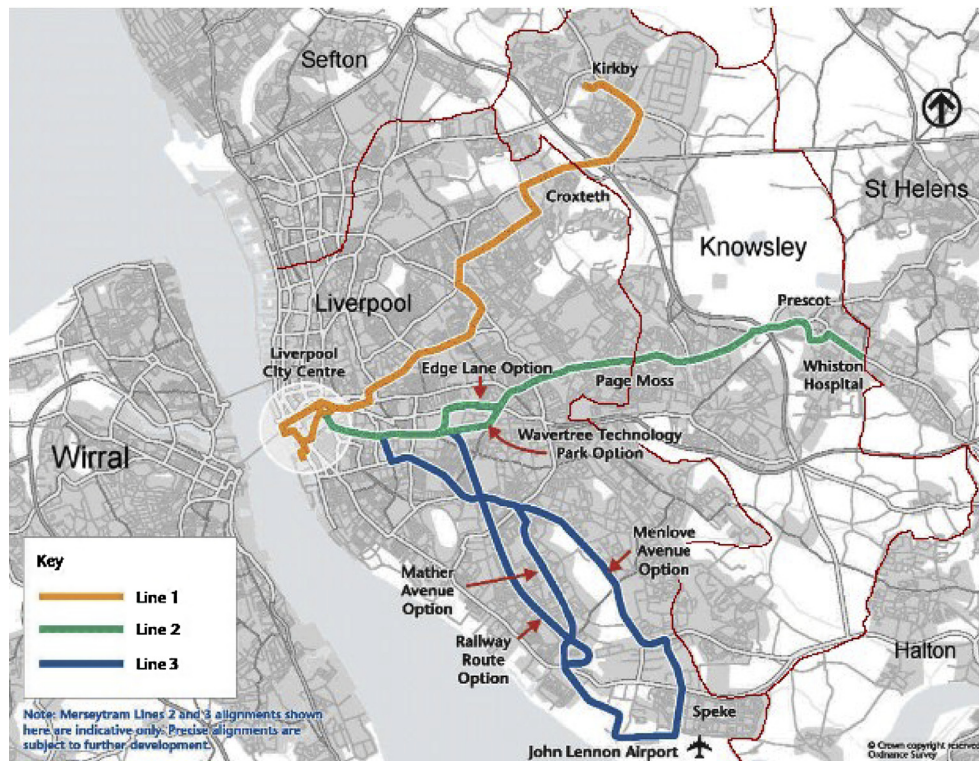 Sefton
Kirkby
St Helens
Croxteth
Knowsley
Liverpool
Prescot
Liverpool
City Centre
Edge Lane Option
Page Moss
Whiston
Hospital
Wavertree Technology
Park Option
Wirral
Menlove
Avenue
Option
Mather
Avenue
Option
Railway
Route
Option
Halton
Speke
John Lennon Airport
Key
Line 1
Line 2
Line 3
Note: Merseytram Lines 2 and 3 alignments shown
here are indicative only. Precise alignments are
subject to further development.
© Crown copyright reserved
Ordnance Survey